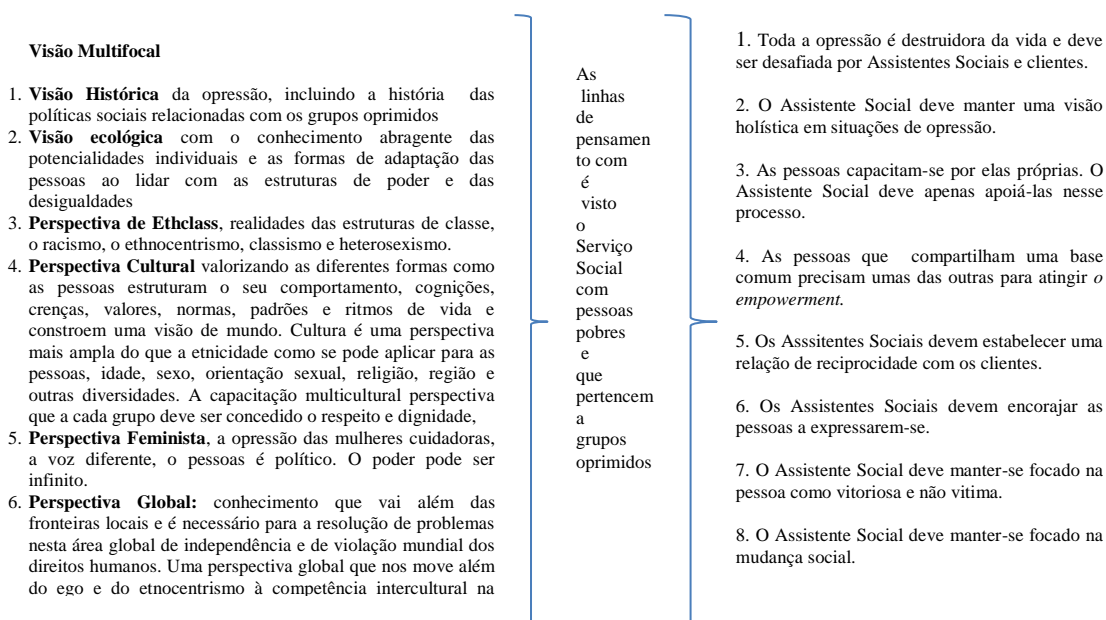 Visão Multifocal
1. Visão Histórica da opressão, incluindo a história das
políticas sociais relacionadas com os grupos oprimidos
2. Visão ecológica com o conhecimento abragente das
potencialidades individuais e as formas de adaptação das
pessoas ao lidar com as estruturas de poder e das
desigualdades
3. Perspectiva de Ethclass, realidades das estruturas de classe,
o racismo, o ethnocentrismo, classismo e heterosexismo.
4. Perspectiva Cultural valorizando as diferentes formas como
as pessoas estruturam o seu comportamento, cognições,
crenças, valores, normas, padrões e ritmos de vida e
constroem uma visão de mundo. Cultura é uma perspectiva
mais ampla do que a etnicidade como se pode aplicar para as
pessoas, idade, sexo, orientação sexual, religião, região e
outras diversidades. A capacitação multicultural perspectiva
que a cada grupo deve ser concedido o respeito e dignidade,
5. Perspectiva Feminista, a opressão das mulheres cuidadoras,
a voz diferente, o pessoas é político. O poder pode ser
infinito.
6. Perspectiva Global: conhecimento que vai além das
fronteiras locais e é necessário para a resolução de problemas
nesta área global de independência e de violação mundial dos
direitos humanos. Uma perspectiva global que nos move além
do ego e do etnocentrismo à competência intercultural na
As
linhas
de
pensamen
to com
é
visto
o
Serviço
Social
com
pessoas
pobres
e
que
pertencem
a
grupos
oprimidos
1. Toda a opressão é destruidora da vida e deve
ser desafiada por Assistentes Sociais e clientes.
2. O Assistente Social deve manter uma visão
holística em situações de opressão.
3. As pessoas capacitam-se por elas próprias. O
Assistente Social deve apenas apoiá-las nesse
processo.
4. As pessoas que compartilham uma base
comum precisam umas das outras para atingir o
empowerment.
5. Os Asssitentes Sociais devem estabelecer uma
relação de reciprocidade com os clientes.
6. Os Assistentes Sociais devem encorajar as
pessoas a expressarem-se.
7. O Assistente Social deve manter-se focado na
pessoa como vitoriosa e não vitima.
8. O Assistente Social deve manter-se focado na
mudança social.